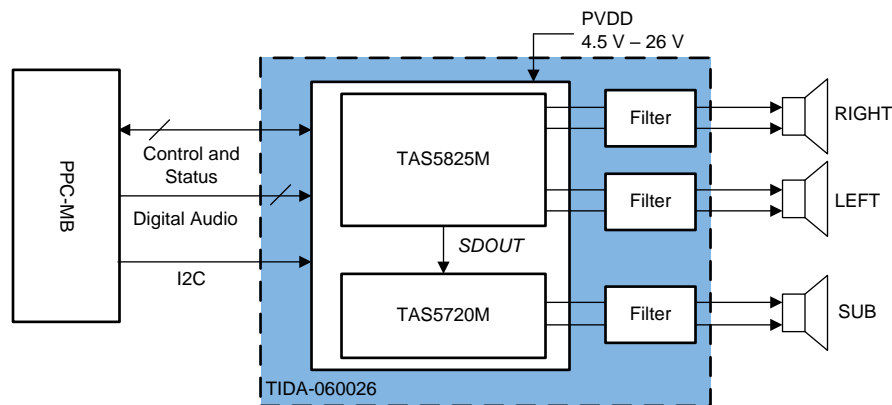 PVDD
4.5 V – 26 V
PPC-MB
Control and
Status
Digital Audio
I2C
TAS5825M
SDOUT
TAS5720M
Filter
RIGHT
Filter
LEFT
Filter
SUB
TIDA-060026